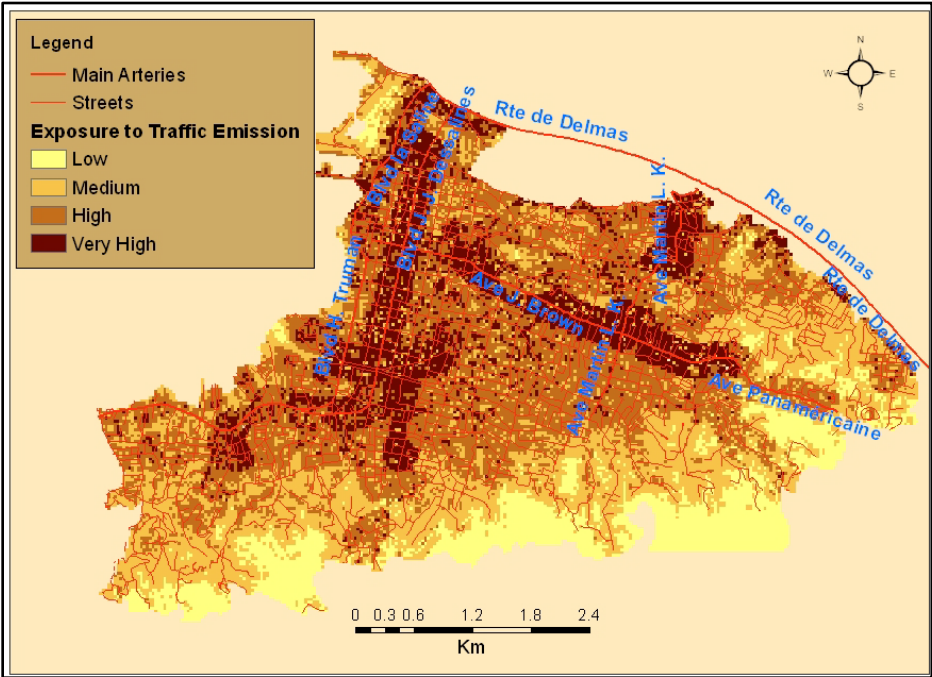 Legend
Main Arteries
Streets
Exposure to Traffic Emission
Low
Medium
High
Very High
N
W
E
S
Blvd la Saline
Blvd J. J. Dessalines
Rte de Delmas
Rte de Delmas
Rte de Delmas
Blvd H. Truman
Ave J. Brown
Ave Martin L. K.
Ave Martin L. K.
Ave Panaméricaine
0 0.3 0.6 1.2 1.8 2.4
Km